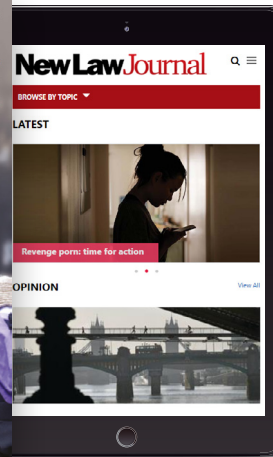 New Law Journal
BROWSE BY TOPIC
LATEST
Revenge porn: time for action
OPINION
View All